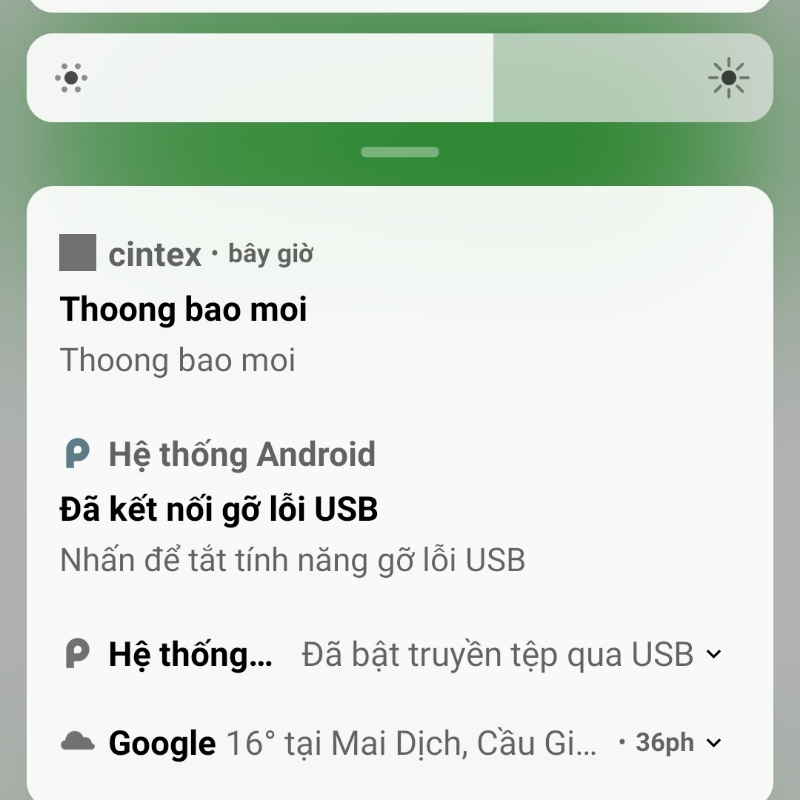 cintex • bây giờ
Thoong bao moi
Thoong bao moi
Hệ thống Android
Đã kết nối gỡ lỗi USB
Nhấn để tắt tính năng gỡ lỗi USB
Hệ thống... Đã bật truyền tệp qua USB
Google 16° tại Mai Dịch, Cầu Gi... • 36ph